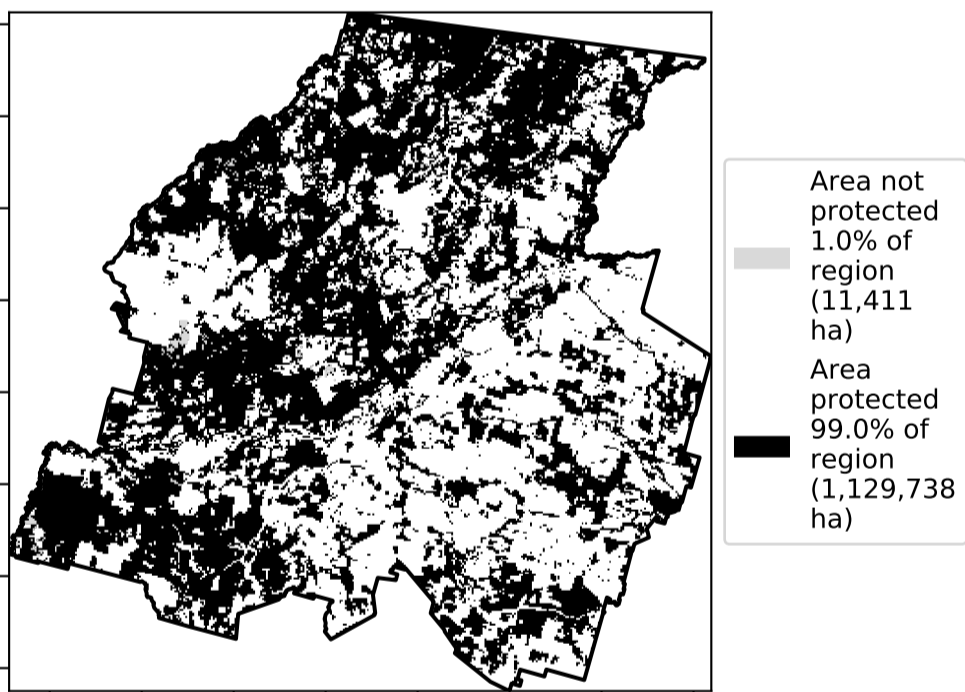 Area not
protected
1.0% of
region
(11,411
ha)
Area
protected
99.0% of
region
(1,129,738
ha)